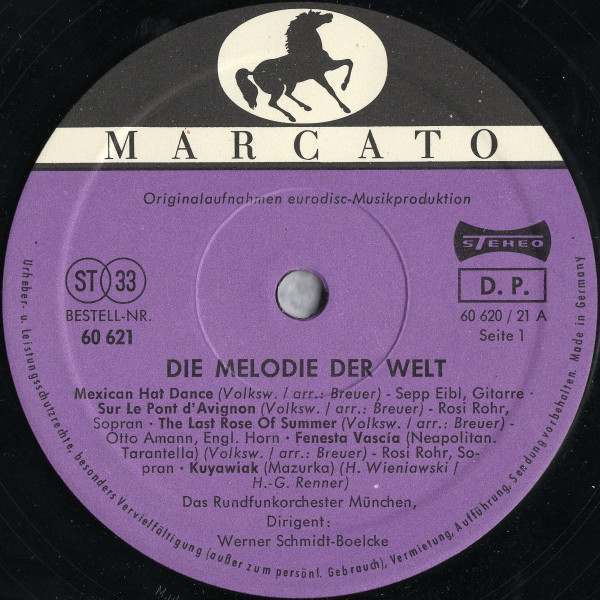 MARCATO
Originalaufnahmen eurodisc-Musikproduktion
STEREO
ST 33
D. P.
BESTELL-NR.
60 621
60 620 / 21 A
Seite 1
DIE MELODIE DER WELT
Mexican Hat Dance (Volksw. / arr.: Breuer) - Sepp Eibl, Gitarre ·
Sur Le Pont d'Avignon (Volksw. / arr.: Breuer) - Rosi Rohr,
Sopran · The Last Rose Of Summer (Volksw. / arr.: Breuer) -
Otto Amann, Engl. Horn · Fenesta Vascía (Neapolitan.
Tarantella) (Volksw. / arr.: Breuer) - Rosi Rohr, So-
pran · Kuyawiak (Mazurka) (H. Wieniawski /
H.-G. Renner)
Das Rundfunkorchester München,
Dirigent:
Werner Schmidt-Boelcke
Urheber- u. Leistungsschutzrechte, besonders Vervielfältigung (außer zum persönl. Gebrauch), Vermietung, Aufführung, Sendung vorbehalten. Made in Germany